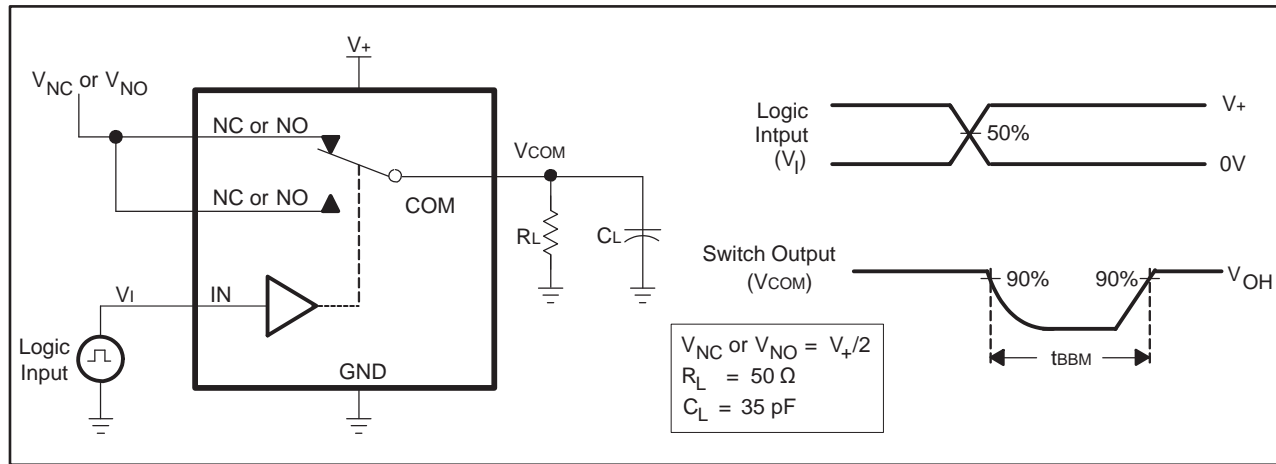 V+
VNC or VNO
NC or NO
VCOM
NC or NO
COM
RL
CL
VI
IN
Logic
Input
GND
Logic
Intput
(VI)
V+
50%
0V
Switch Output
(VCOM)
90%
90%
VOH
tBBM
VNC or VNO = V+/2
RL = 50 Ω
CL = 35 pF